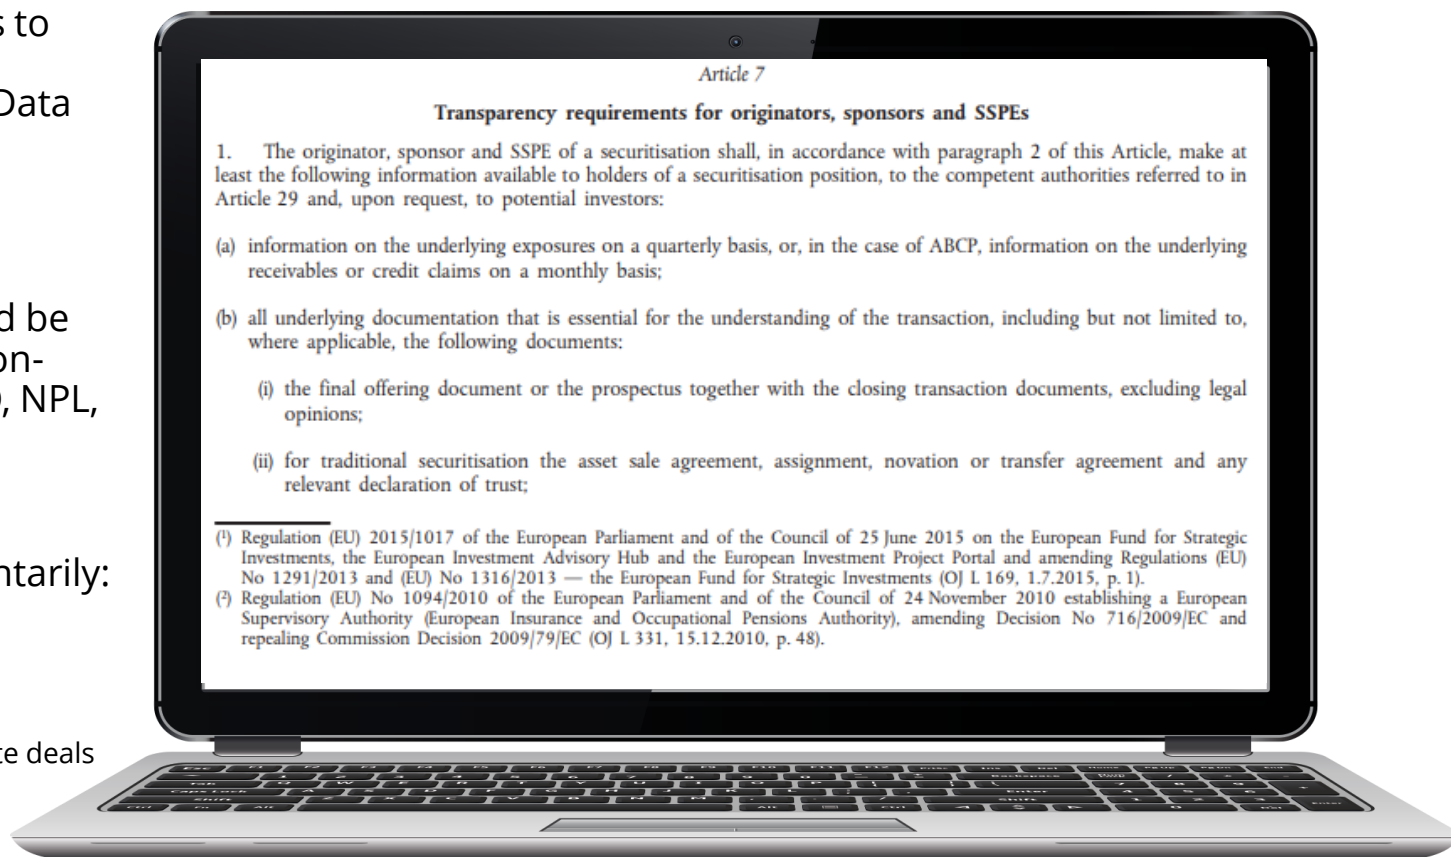 s to
Data
d be
on-
, NPL,
ntarily:
te deals
Article 7
Transparency requirements for originators, sponsors and SSPEs
1. The originator, sponsor and SSPE of a securitisation shall, in accordance with paragraph 2 of this Article, make at
least the following information available to holders of a securitisation position, to the competent authorities referred to in
Article 29 and, upon request, to potential investors:
(a) information on the underlying exposures on a quarterly basis, or, in the case of ABCP, information on the underlying
receivables or credit claims on a monthly basis;
(b) all underlying documentation that is essential for the understanding of the transaction, including but not limited to,
where applicable, the following documents:
(i) the final offering document or the prospectus together with the closing transaction documents, excluding legal
opinions;
(ii) for traditional securitisation the asset sale agreement, assignment, novation or transfer agreement and any
relevant declaration of trust;
(¹) Regulation (EU) 2015/1017 of the European Parliament and of the Council of 25 June 2015 on the European Fund for Strategic
Investments, the European Investment Advisory Hub and the European Investment Project Portal and amending Regulations (EU)
No 1291/2013 and (EU) No 1316/2013 — the European Fund for Strategic Investments (OJ L 169, 1.7.2015, p. 1).
(²) Regulation (EU) No 1094/2010 of the European Parliament and of the Council of 24 November 2010 establishing a European
Supervisory Authority (European Insurance and Occupational Pensions Authority), amending Decision No 716/2009/EC and
repealing Commission Decision 2009/79/EC (OJ L 331, 15.12.2010, p. 48).